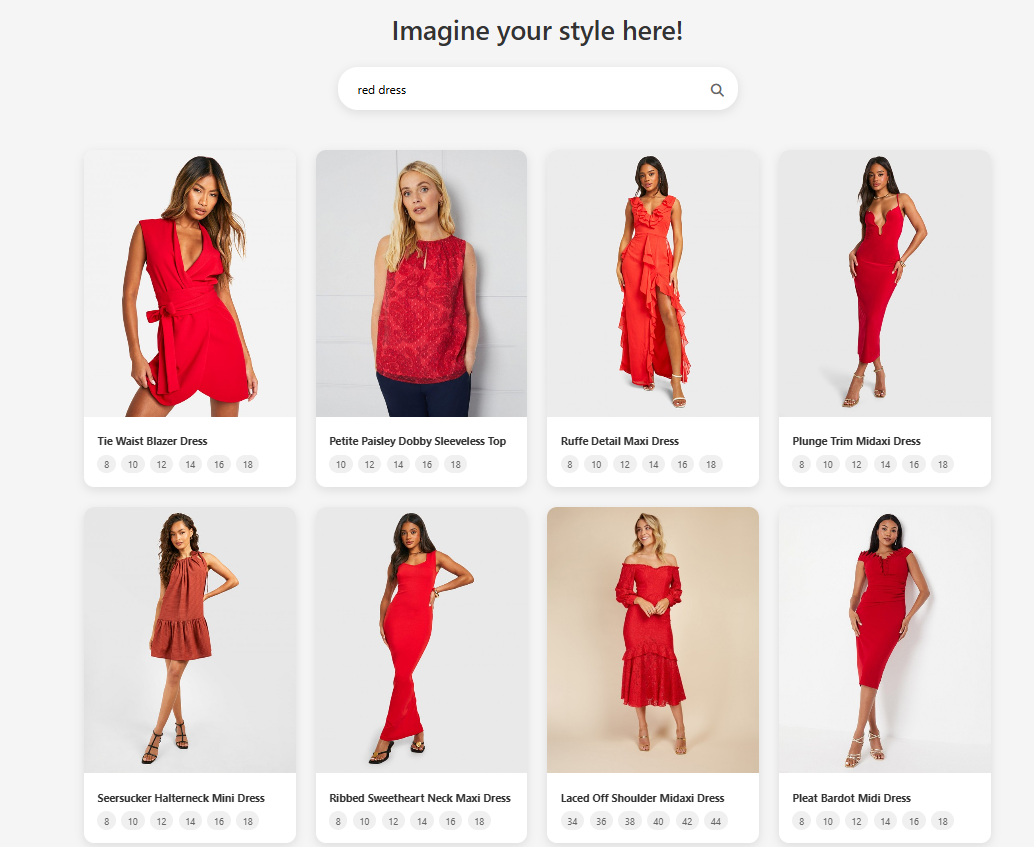 Imagine your style here!
red dress
Tie Waist Blazer Dress
8 10 12 14 16 18
Petite Paisley Dobby Sleeveless Top
10 12 14 16 18
Ruffe Detail Maxi Dress
8 10 12 14 16 18
Plunge Trim Midaxi Dress
8 10 12 14 16 18
Seersucker Halterneck Mini Dress
8 10 12 14 16 18
Ribbed Sweetheart Neck Maxi Dress
8 10 12 14 16 18
Laced Off Shoulder Midaxi Dress
34 36 38 40 42 44
Pleat Bardot Midi Dress
8 10 12 14 16 18